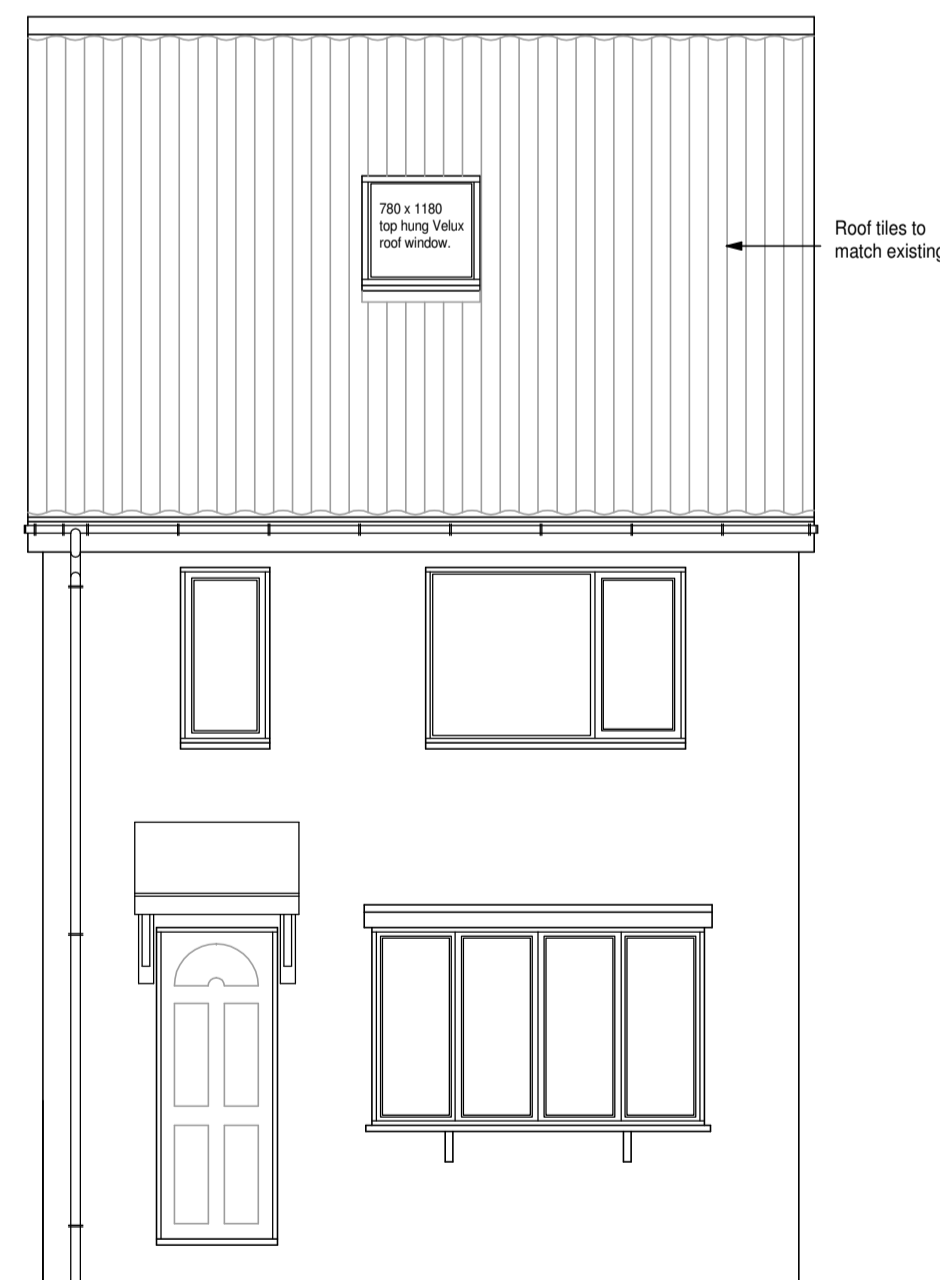 780 x 1180
top hung Velux
roof window.
Roof tiles to
match existing